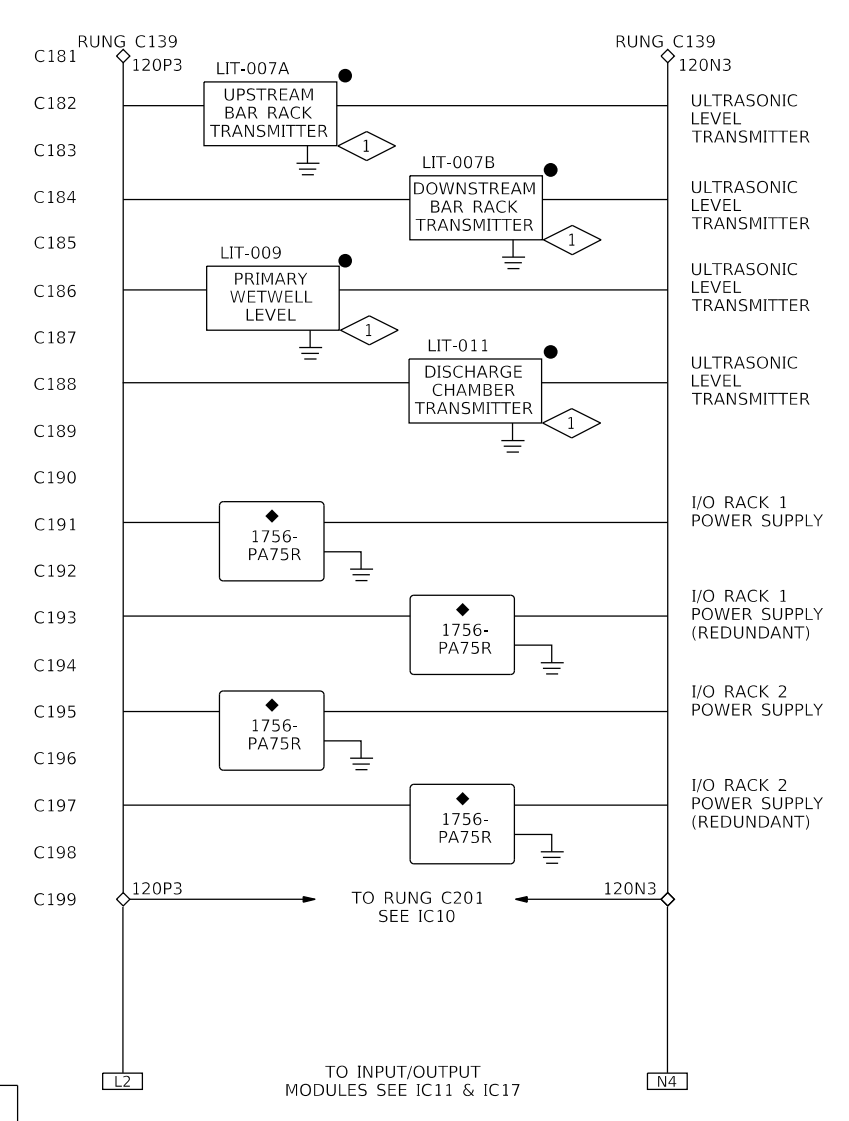 RUNG C139
RUNG C139
C181
120P3
120N3
LIT-007A
C182
UPSTREAM
BAR RACK
TRANSMITTER
ULTRASONIC
LEVEL
TRANSMITTER
C183
1
LIT-007B
C184
DOWNSTREAM
BAR RACK
TRANSMITTER
ULTRASONIC
LEVEL
TRANSMITTER
C185
1
LIT-009
C186
PRIMARY
WETWELL
LEVEL
ULTRASONIC
LEVEL
TRANSMITTER
C187
1
LIT-011
C188
DISCHARGE
CHAMBER
TRANSMITTER
ULTRASONIC
LEVEL
TRANSMITTER
C189
1
C190
C191
1756-
PA75R
I/O RACK 1
POWER SUPPLY
C192
C193
1756-
PA75R
I/O RACK 1
POWER SUPPLY
(REDUNDANT)
C194
C195
1756-
PA75R
I/O RACK 2
POWER SUPPLY
C196
C197
1756-
PA75R
I/O RACK 2
POWER SUPPLY
(REDUNDANT)
C198
C199
120P3
TO RUNG C201
SEE IC10
120N3
L2
TO INPUT/OUTPUT
MODULES SEE IC11 & IC17
N4